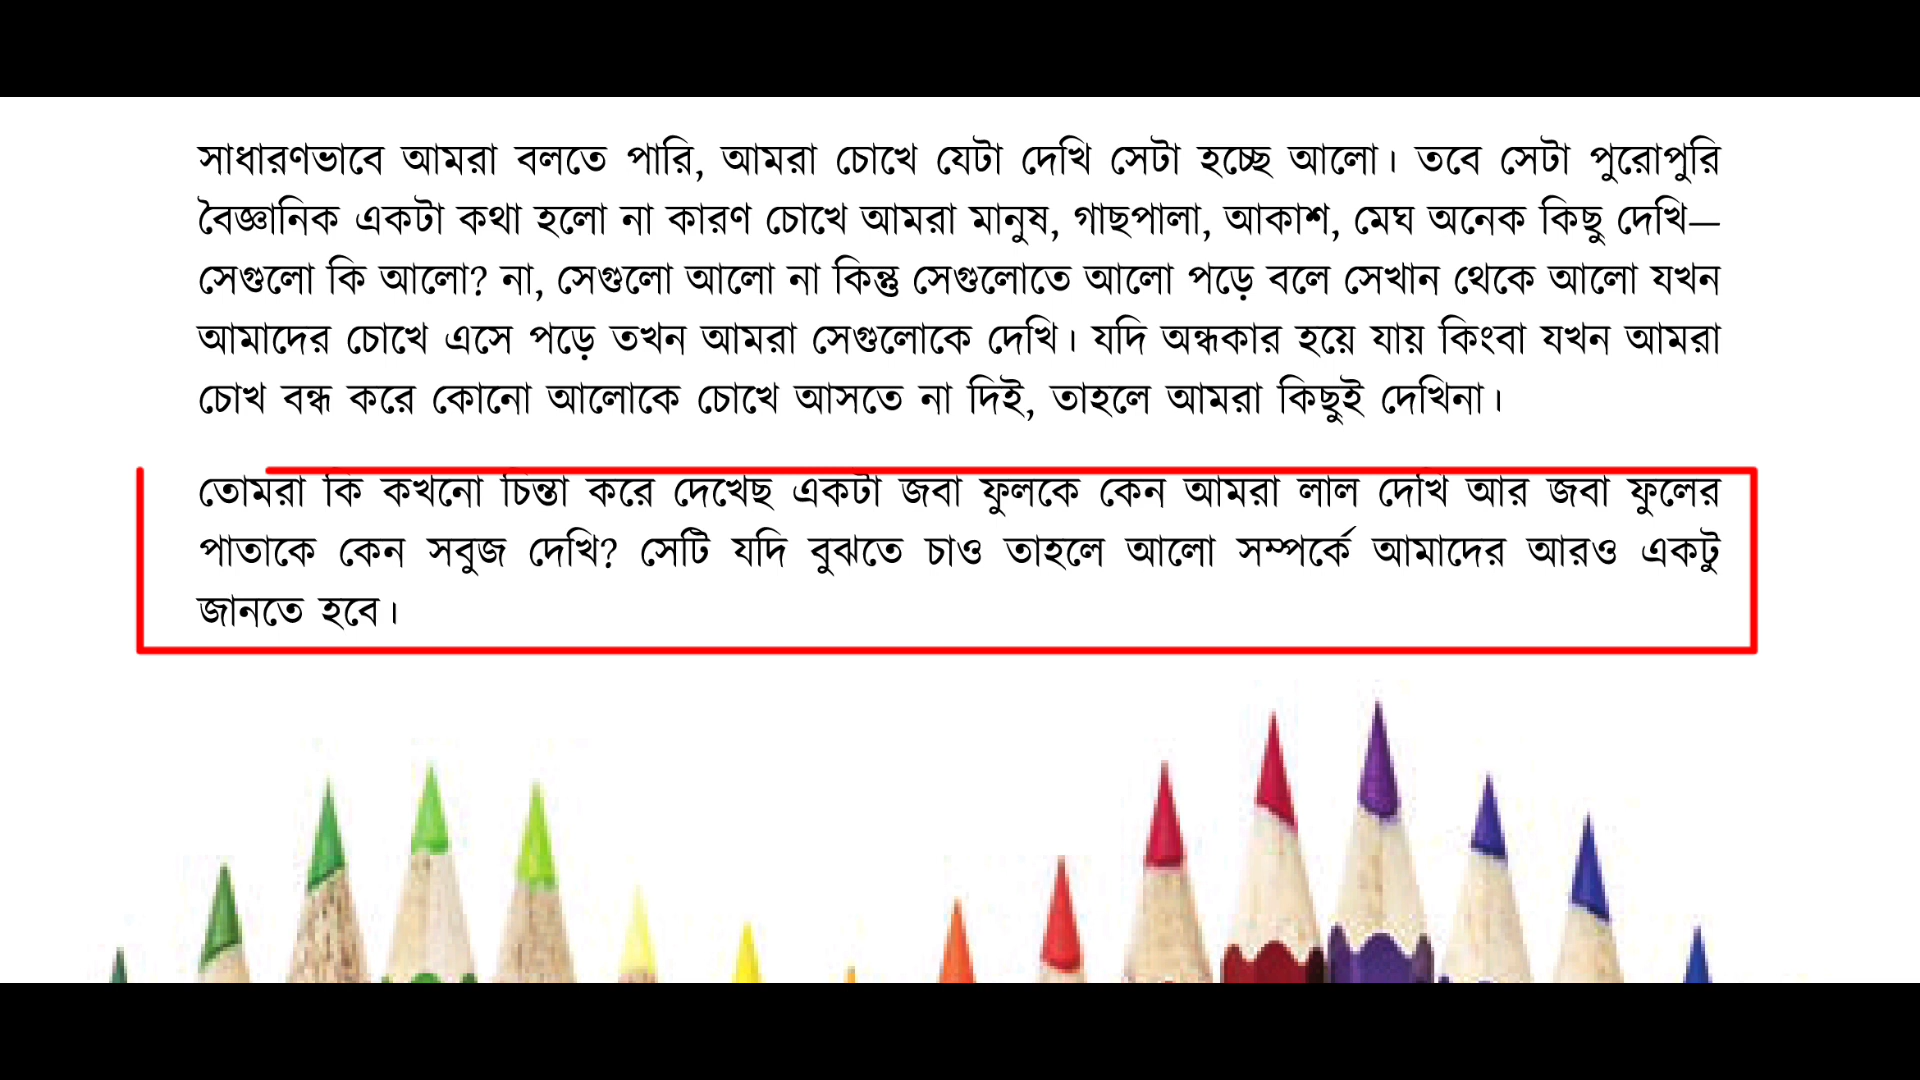 সাধারণভাবে আমরা বলতে পারি, আমরা চোখে যেটা দেখি সেটা হচ্ছে আলো। তবে সেটা পুরোপুরি
বৈজ্ঞানিক একটা কথা হলো না কারণ চোখে আমরা মানুষ, গাছপালা, আকাশ, মেঘ অনেক কিছু দেখি—
সেগুলো কি আলো? না, সেগুলো আলো না কিন্তু সেগুলোতে আলো পড়ে বলে সেখান থেকে আলো যখন
আমাদের চোখে এসে পড়ে তখন আমরা সেগুলোকে দেখি। যদি অন্ধকার হয়ে যায় কিংবা যখন আমরা
চোখ বন্ধ করে কোনো আলোকে চোখে আসতে না দিই, তাহলে আমরা কিছুই দেখিনা।
তোমরা কি কখনো চিন্তা করে দেখেছ একটা জবা ফুলকে কেন আমরা লাল দেখি আর জবা ফুলের
পাতাকে কেন সবুজ দেখি? সেটি যদি বুঝতে চাও তাহলে আলো সম্পর্কে আমাদের আরও একটু
জানতে হবে।